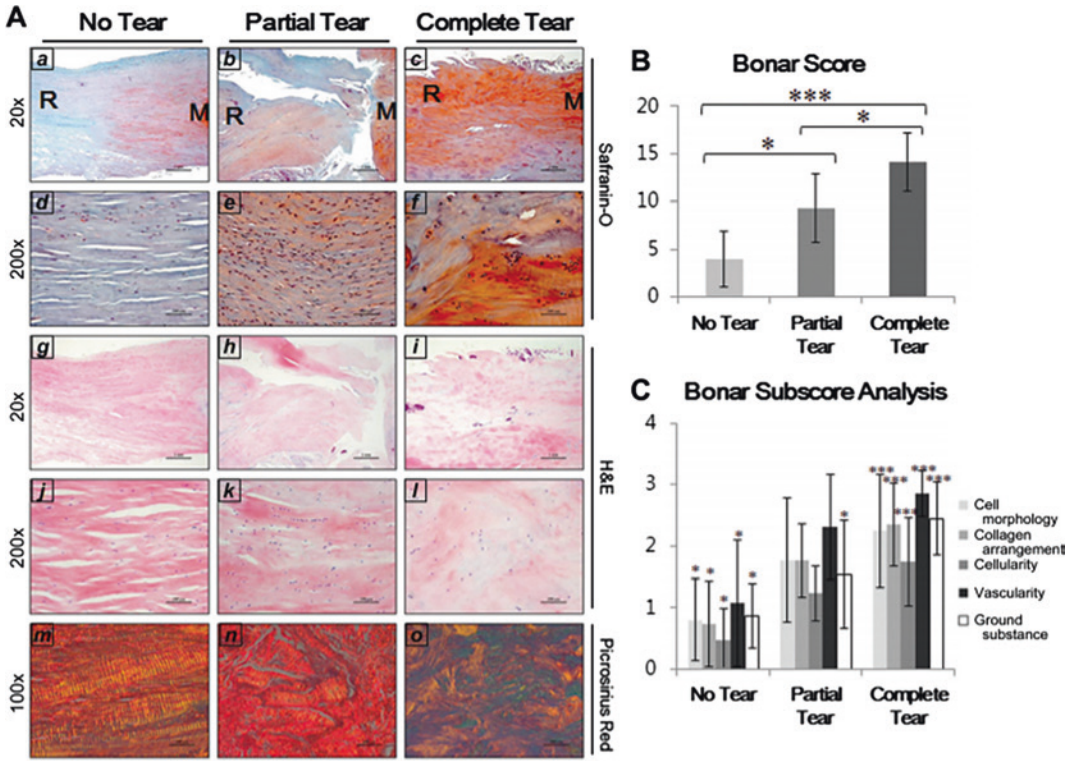 A
No Tear
Partial Tear
Complete Tear
20x
a
R
M
b
R
M
c
R
M
Safranin-O
200x
d
e
f
20x
g
h
i
H&E
200x
j
k
l
100x
m
n
o
Picrosirius Red
B
Bonar Score
20
15
10
5
0
***
*
*
No Tear
Partial
Tear
Complete
Tear
C
Bonar Subscore Analysis
4
3
2
1
0
* * * * *
*
*** *** *** *** ***
No Tear
Partial
Tear
Complete
Tear
Cell
morphology
Collagen
arrangement
Cellularity
Vascularity
Ground
substance